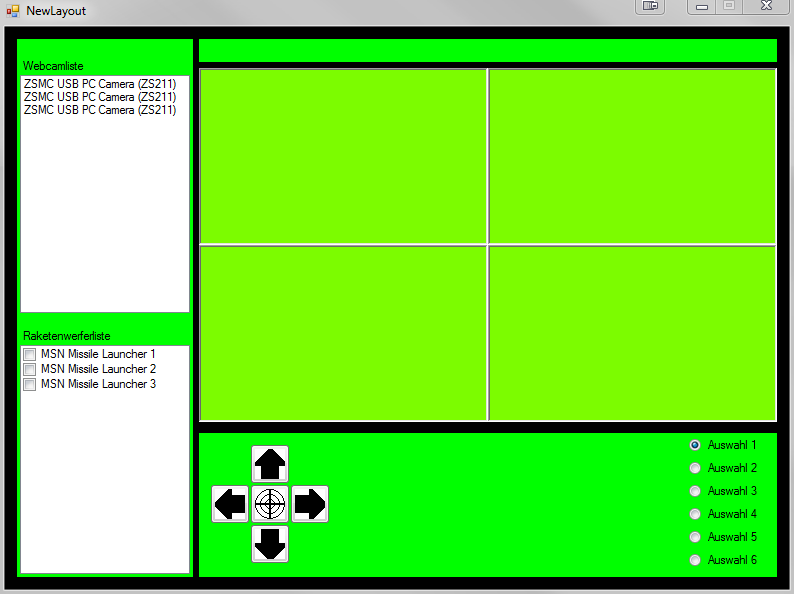 NewLayout
Webcamliste
ZSMC USB PC Camera (ZS211)
ZSMC USB PC Camera (ZS211)
ZSMC USB PC Camera (ZS211)
Raketenwerferliste
MSN Missile Launcher 1
MSN Missile Launcher 2
MSN Missile Launcher 3
Auswahl 1
Auswahl 2
Auswahl 3
Auswahl 4
Auswahl 5
Auswahl 6